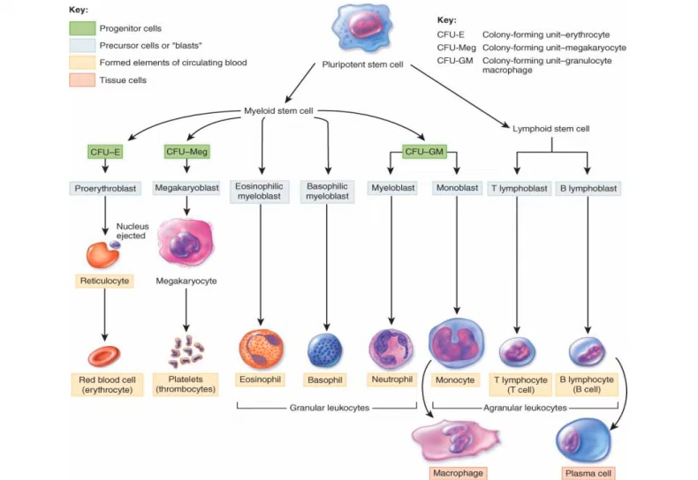 Key:
Progenitor cells
Precursor cells or "blasts"
Formed elements of circulating blood
Tissue cells
Key:
CFU-E Colony-forming unit–erythrocyte
CFU-Meg Colony-forming unit–megakaryocyte
CFU-GM Colony-forming unit–granulocyte
macrophage
Pluripotent stem cell
Myeloid stem cell
Lymphoid stem cell
CFU–E
CFU–Meg
CFU–GM
Proerythroblast
Megakaryoblast
Eosinophilic
myeloblast
Basophilic
myeloblast
Myeloblast
Monoblast
T lymphoblast
B lymphoblast
Nucleus
ejected
Reticulocyte
Megakaryocyte
Red blood cell
(erythrocyte)
Platelets
(thrombocytes)
Eosinophil
Basophil
Neutrophil
Monocyte
T lymphocyte
(T cell)
B lymphocyte
(B cell)
Granular leukocytes
Agranular leukocytes
Macrophage
Plasma cell